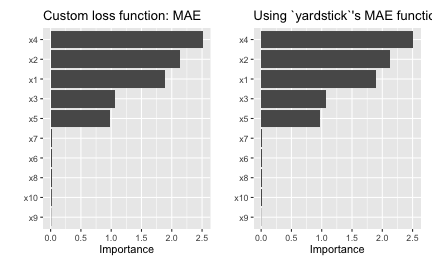 Custom loss function: MAE
x4
x2
x1
x3
x5
x7
x6
x8
x10
x9
0.0 0.5 1.0 1.5 2.0 2.5
Importance
Using `yardstick`'s MAE functio
x4
x2
x1
x3
x5
x7
x6
x8
x10
x9
0.0 0.5 1.0 1.5 2.0 2.5
Importance